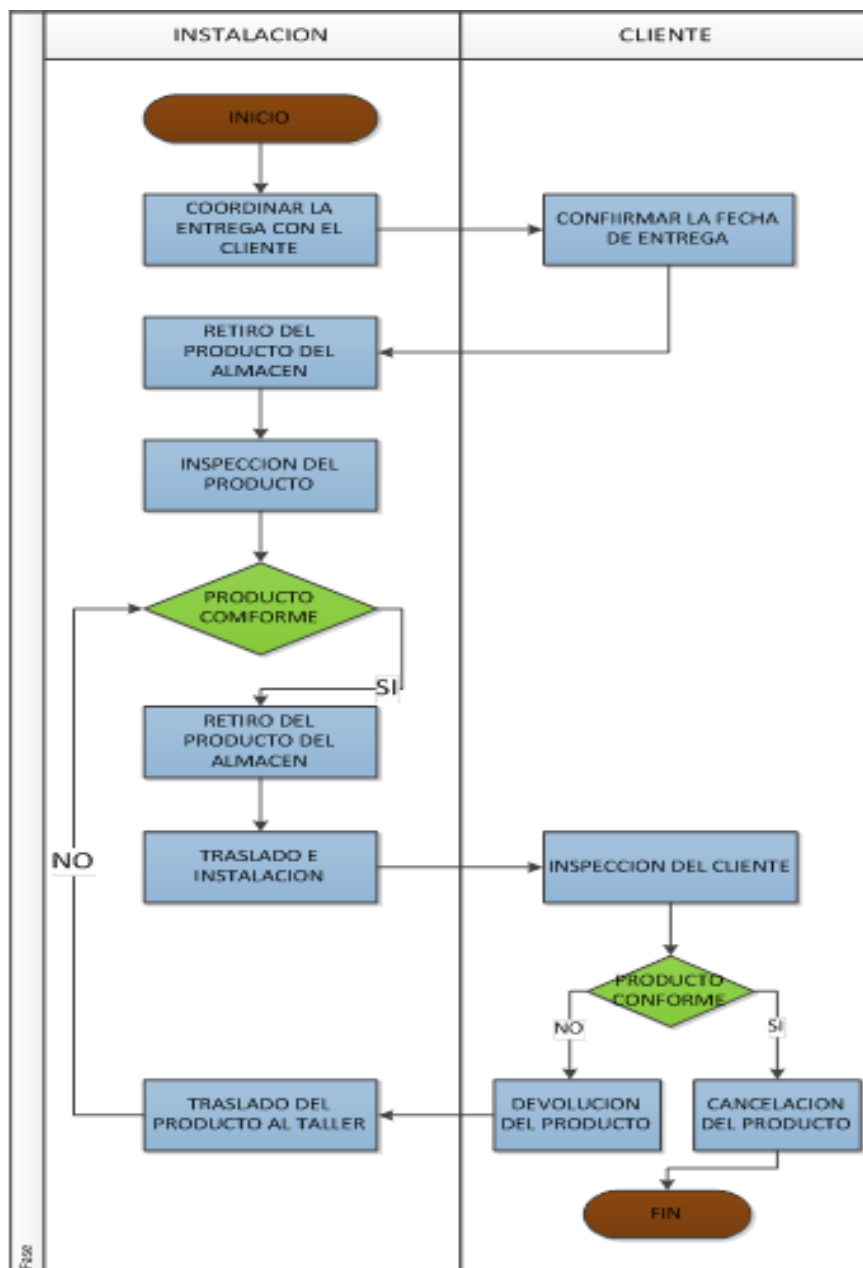 INSTALACION
CLIENTE
INICIO
COORDINAR LA
ENTREGA CON EL
CLIENTE
CONFIIRMAR LA FECHA
DE ENTREGA
RETIRO DEL
PRODUCTO DEL
ALMACEN
INSPECCION DEL
PRODUCTO
PRODUCTO
COMFORME
SI
RETIRO DEL
PRODUCTO DEL
ALMACEN
NO
TRASLADO E
INSTALACION
INSPECCION DEL CLIENTE
PRODUCTO
CONFORME
NO
SI
TRASLADO DEL
PRODUCTO AL TALLER
DEVOLUCION
DEL PRODUCTO
CANCELACION
DEL PRODUCTO
FIN
Fase